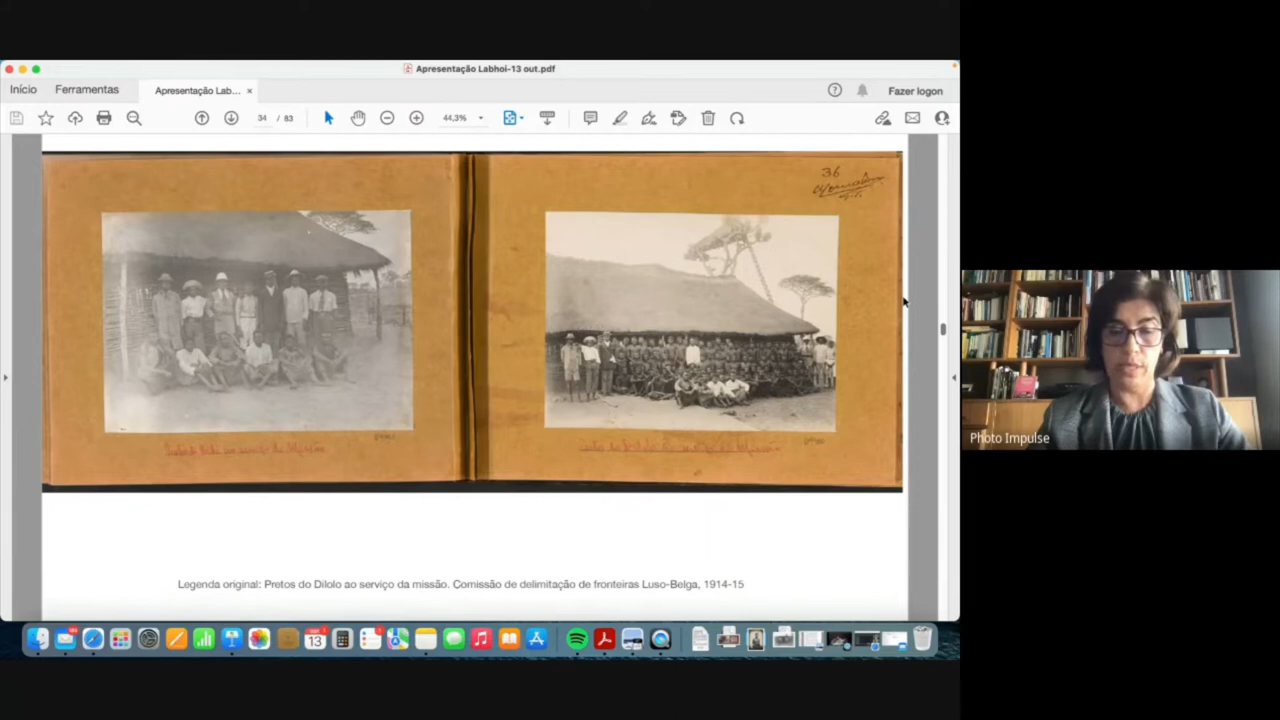 Apresentação Labhoi-13 out.pdf
Início Ferramentas Apresentação Lab... × Fazer logon
34 / 83 44,3%
36
Legenda original: Pretos do Dilolo ao serviço da missão. Comissão de delimitação de fronteiras Luso-Belga, 1914-15
Photo Impulse
13